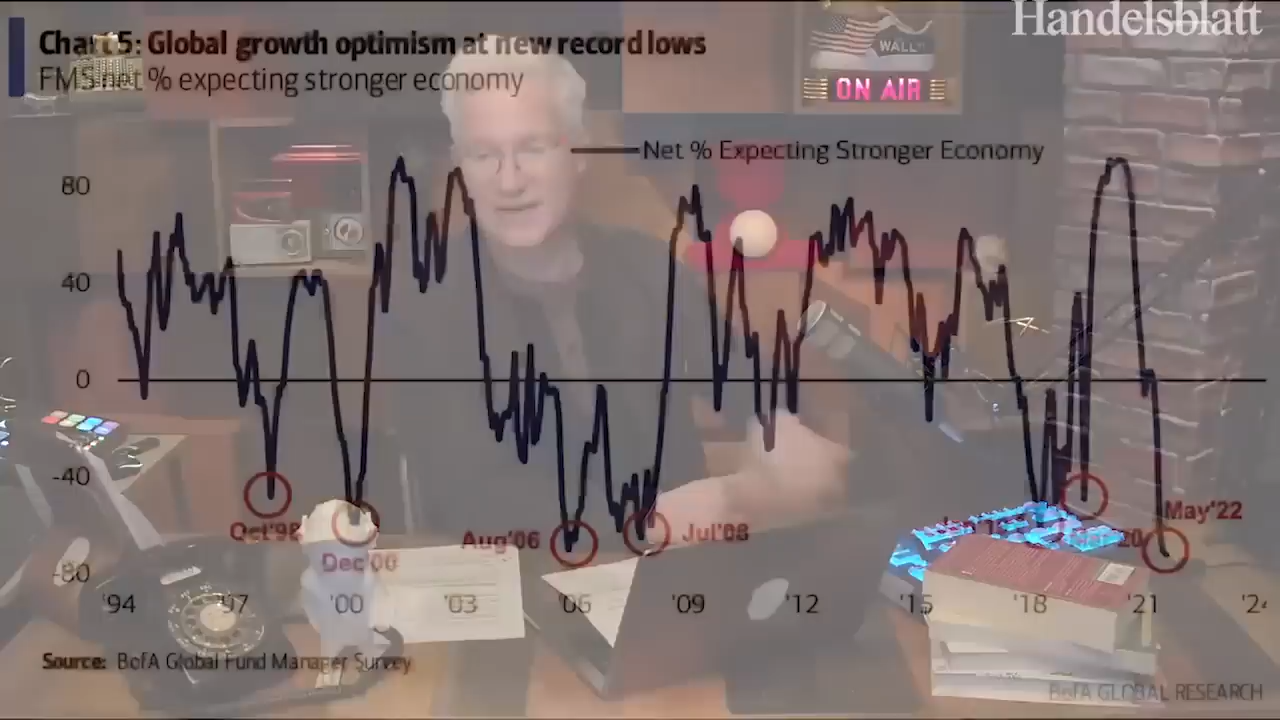 Handelsblatt
Chart 5: Global growth optimism at new record lows
FMS net % expecting stronger economy
WALL
ON AIR
Net % Expecting Stronger Economy
80
40
0
-40
-80
Oct'98
Dec'00
Aug'06
Jul'08
May'22
'94 '97 '00 '03 '06 '09 '12 '15 '18 '21
Source: BofA Global Fund Manager Survey
BofA GLOBAL RESEARCH